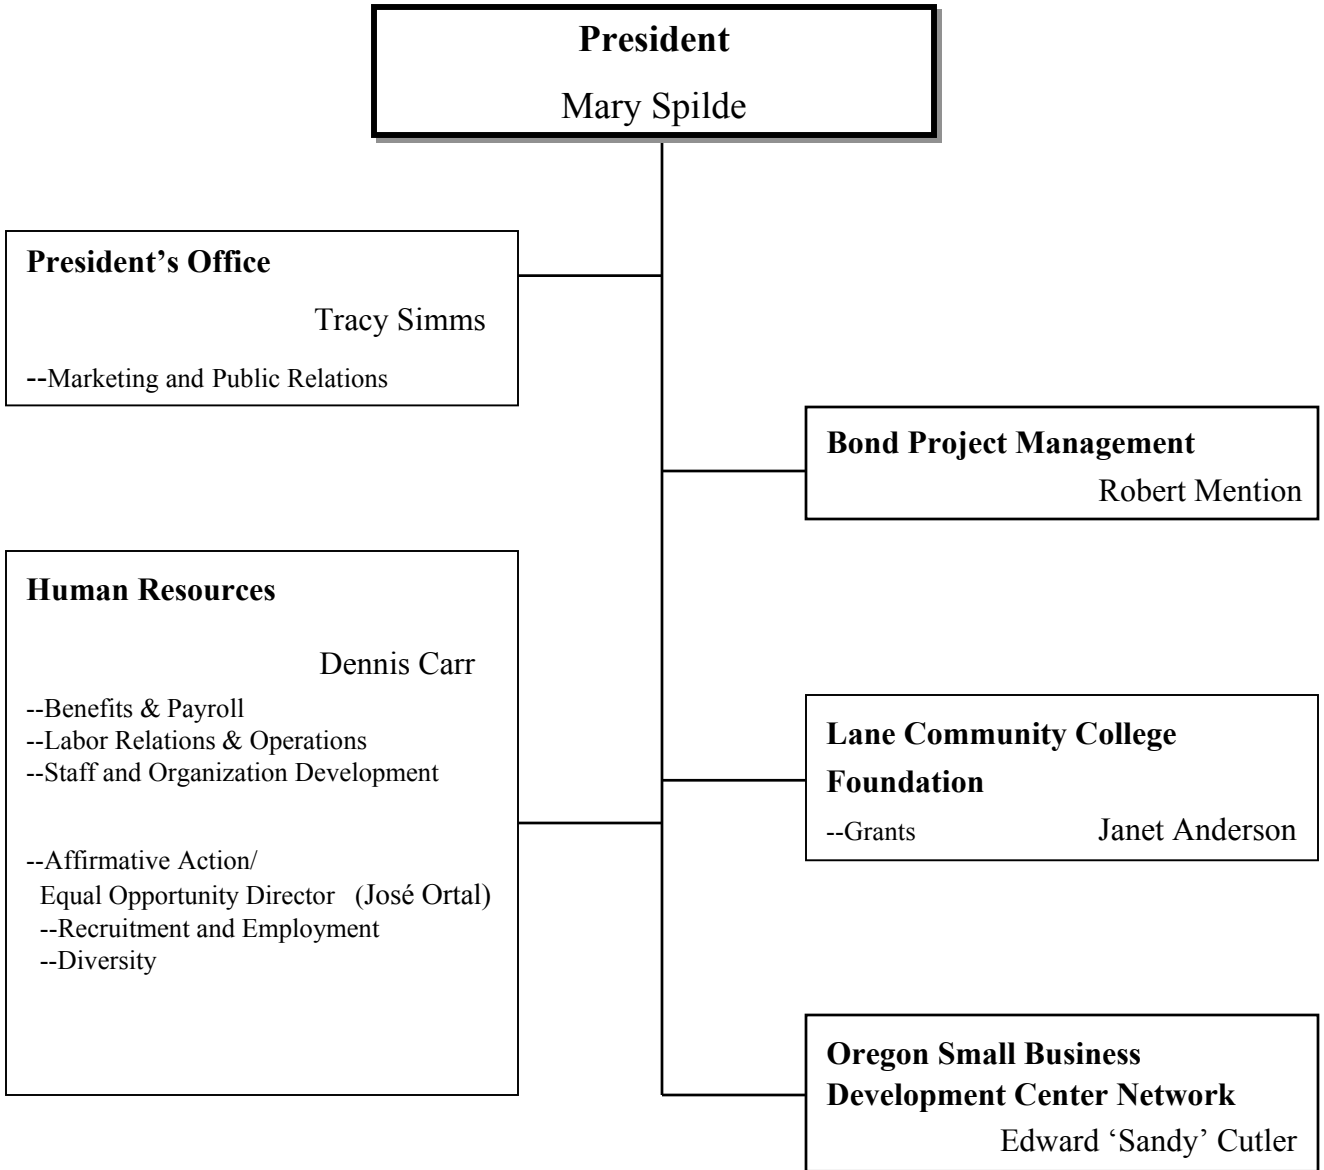 President
Mary Spilde
President’s Office
Tracy Simms
--Marketing and Public Relations
Bond Project Management
Robert Mention
Human Resources
Dennis Carr
--Benefits & Payroll
--Labor Relations & Operations
--Staff and Organization Development
--Affirmative Action/
Equal Opportunity Director (José Ortal)
--Recruitment and Employment
--Diversity
Lane Community College
Foundation
--Grants Janet Anderson
Oregon Small Business
Development Center Network
Edward ‘Sandy’ Cutler